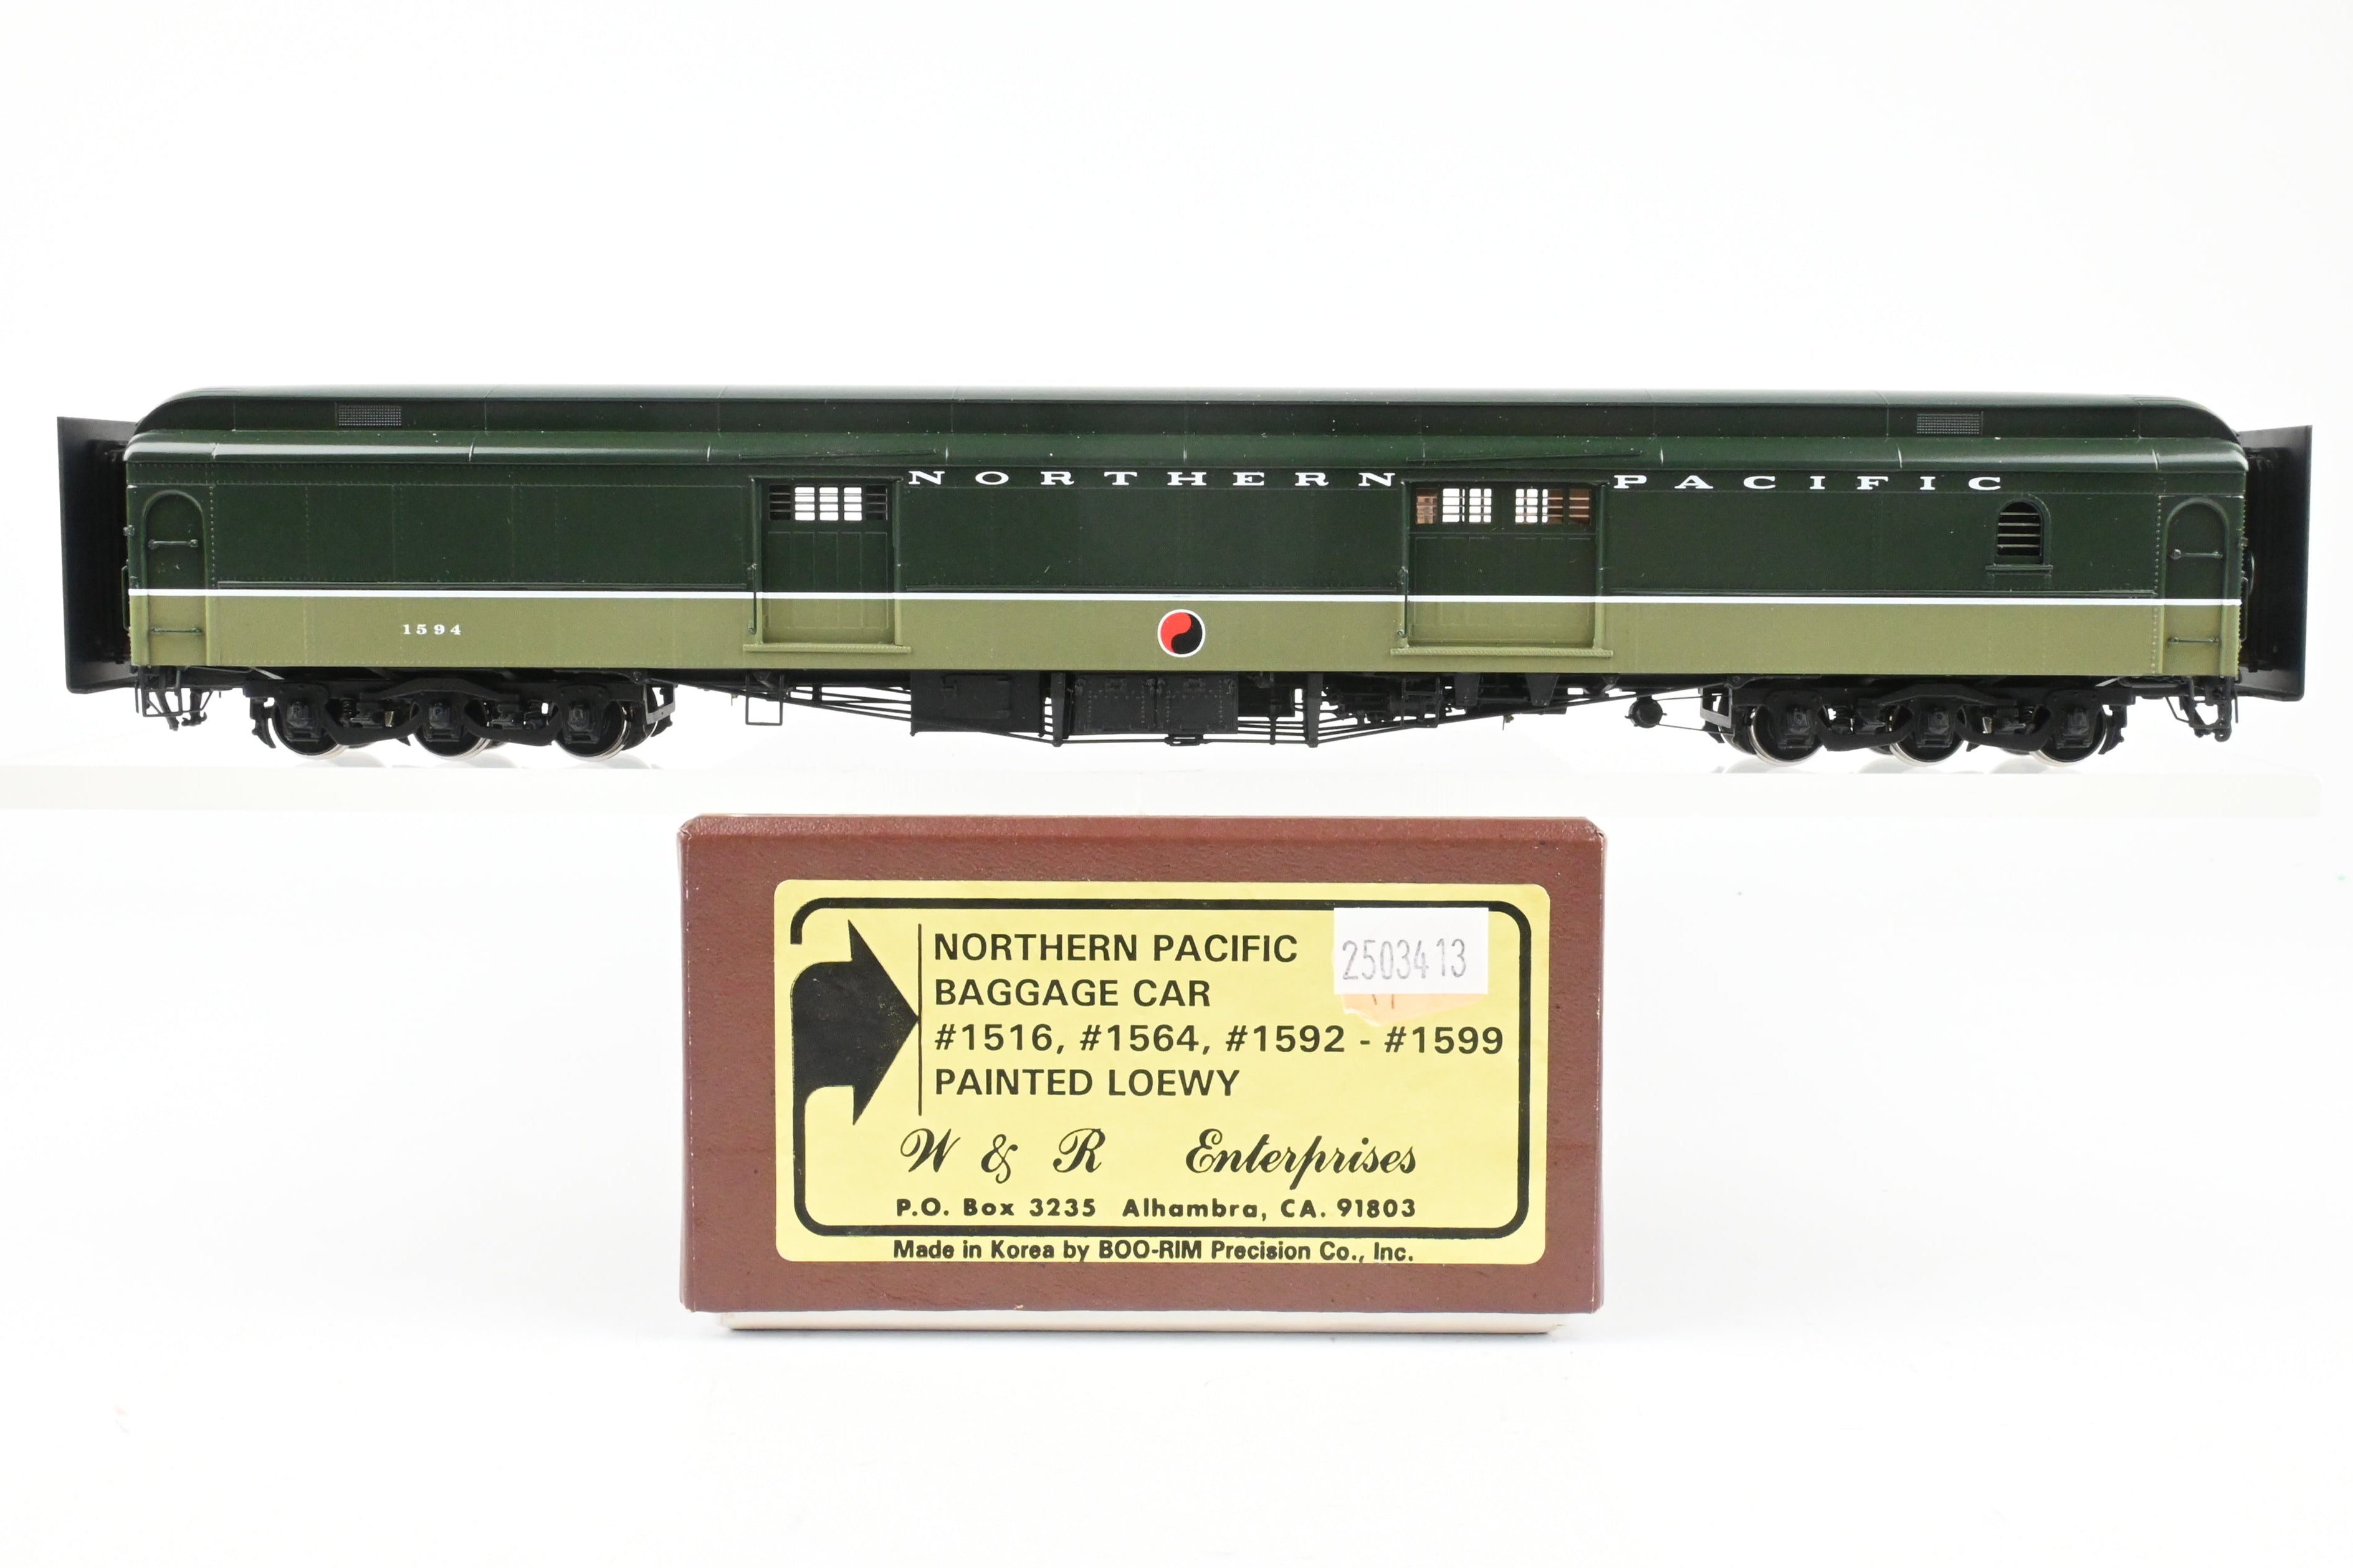 NORTHERN PACIFIC
1594
NORTHERN PACIFIC
2503413
BAGGAGE CAR
#1516, #1564, #1592 - #1599
PAINTED LOEWY
W & R Enterprises
P.O. Box 3235 Alhambra, CA. 91803
Made in Korea by BOO-RIM Precision Co., Inc.